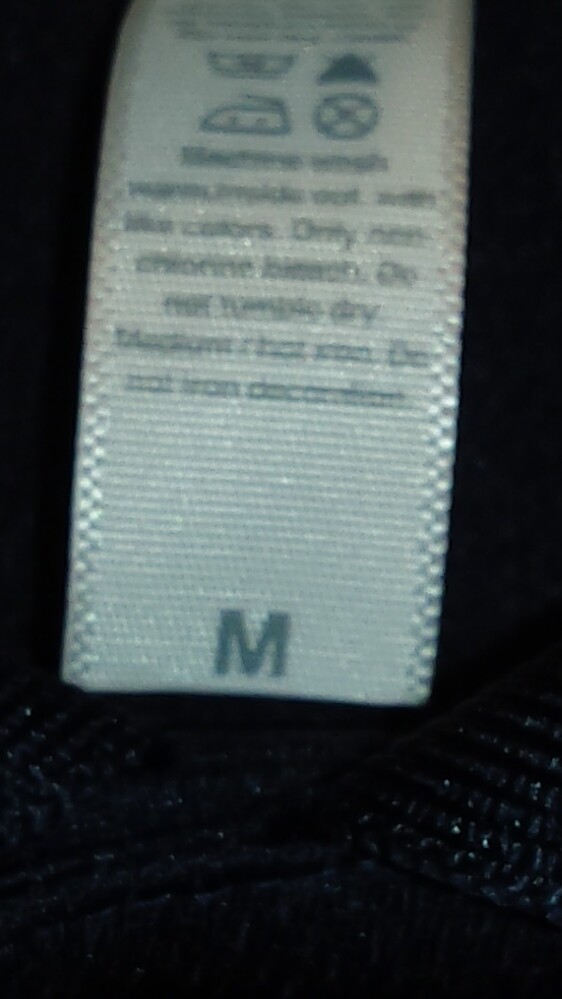 Machine wash
warm, inside out, with
like colors. Only non-
chlorine bleach. Do
not tumble dry.
Medium / hot iron. Do
not iron decoration.
M